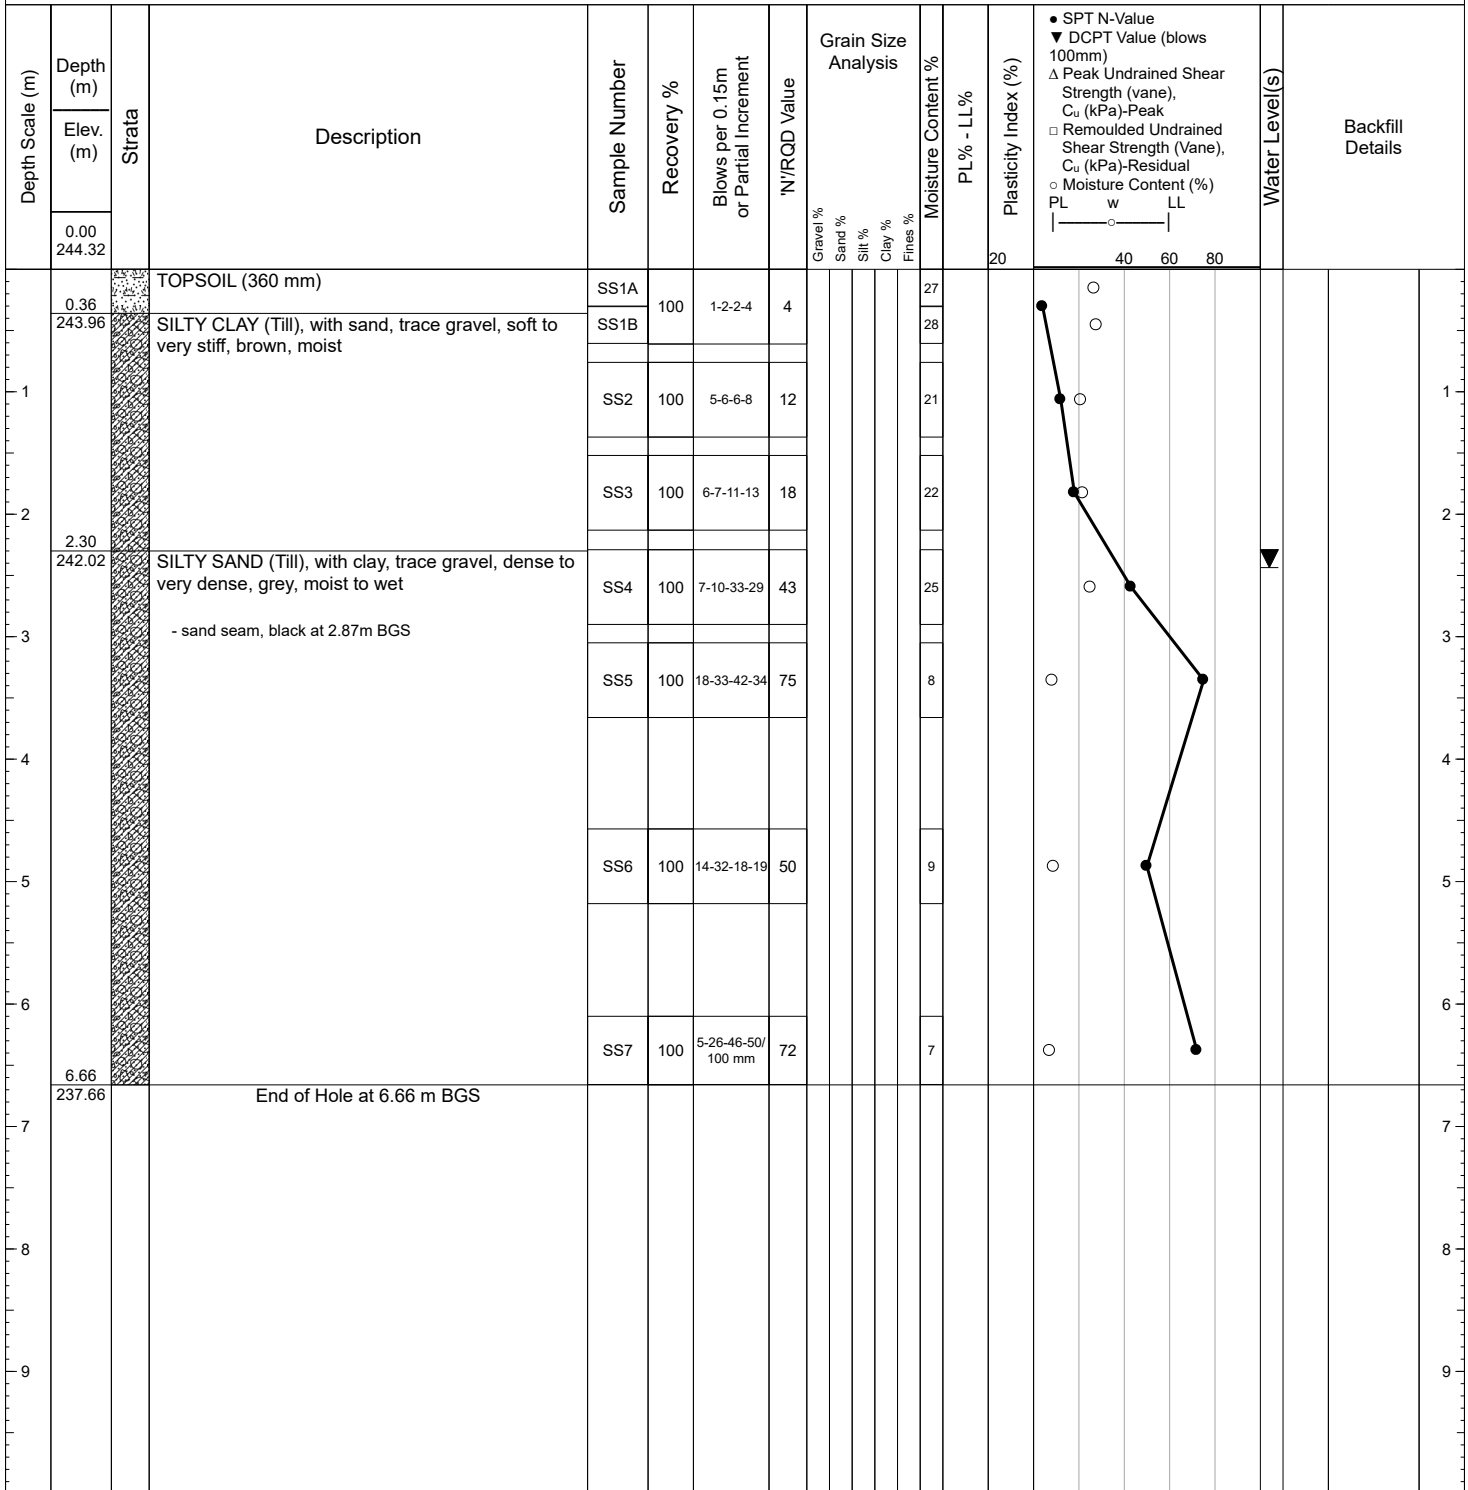 Depth Scale (m)
Depth
(m)
Elev.
(m)
0.00
244.32
Strata
Description
Sample Number
Recovery %
Blows per 0.15m
or Partial Increment
'N'/RQD Value
Grain Size
Analysis
Gravel %
Sand %
Silt %
Clay %
Fines %
Moisture Content %
PL% - LL%
Plasticity Index (%)
● SPT N-Value
▼ DCPT Value (blows
100mm)
Δ Peak Undrained Shear
Strength (vane),
Cᵤ (kPa)-Peak
□ Remoulded Undrained
Shear Strength (Vane),
Cᵤ (kPa)-Residual
○ Moisture Content (%)
PL w LL
20 40 60 80
Water Level(s)
Backfill
Details
TOPSOIL (360 mm)
SS1A
27
0.36
100 1-2-2-4 4
243.96
SILTY CLAY (Till), with sand, trace gravel, soft to
very stiff, brown, moist
SS1B
28
1 SS2 100 5-6-6-8 12 21 1
SS3 100 6-7-11-13 18 22
2 2
2.30
242.02
SILTY SAND (Till), with clay, trace gravel, dense to
very dense, grey, moist to wet
SS4 100 7-10-33-29 43 25
- sand seam, black at 2.87m BGS
3 3
SS5 100 18-33-42-34 75 8
4 4
SS6 100 14-32-18-19 50 9
5 5
6 6
SS7 100 5-26-46-50/
100 mm 72 7
6.66
237.66
End of Hole at 6.66 m BGS
7 7
8 8
9 9